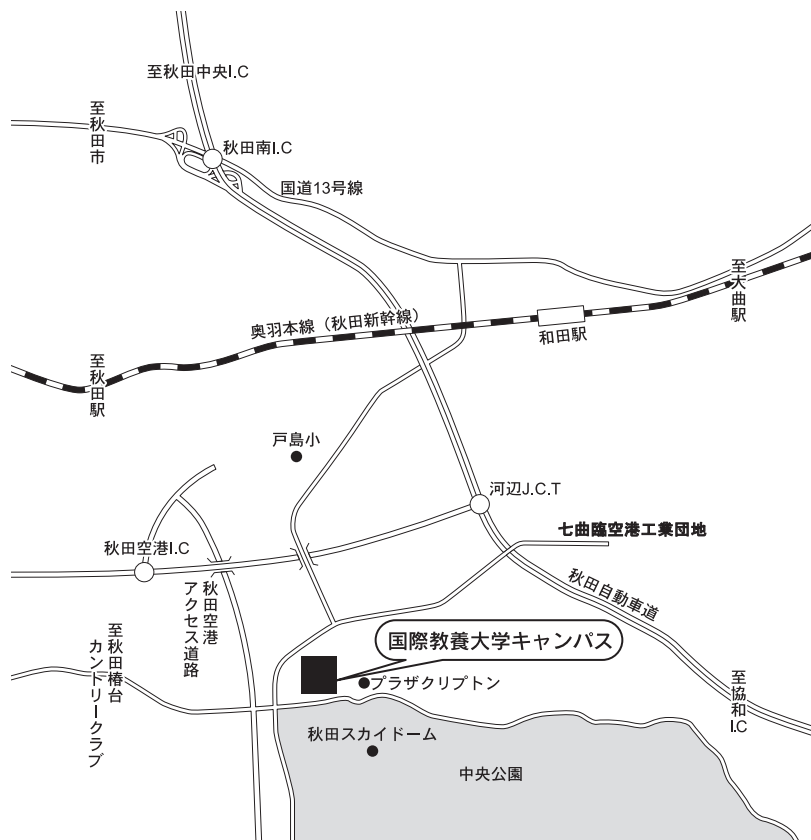 至秋田中央I.C
至秋田市
秋田南I.C
国道13号線
至大曲駅
奥羽本線（秋田新幹線）
和田駅
至秋田駅
戸島小
河辺J.C.T
七曲臨空港工業団地
秋田空港I.C
秋田自動車道
秋田空港
アクセス道路
至秋田椿台
カントリークラブ
国際教養大学キャンパス
プラザクリプトン
至協和I.C
秋田スカイドーム
中央公園